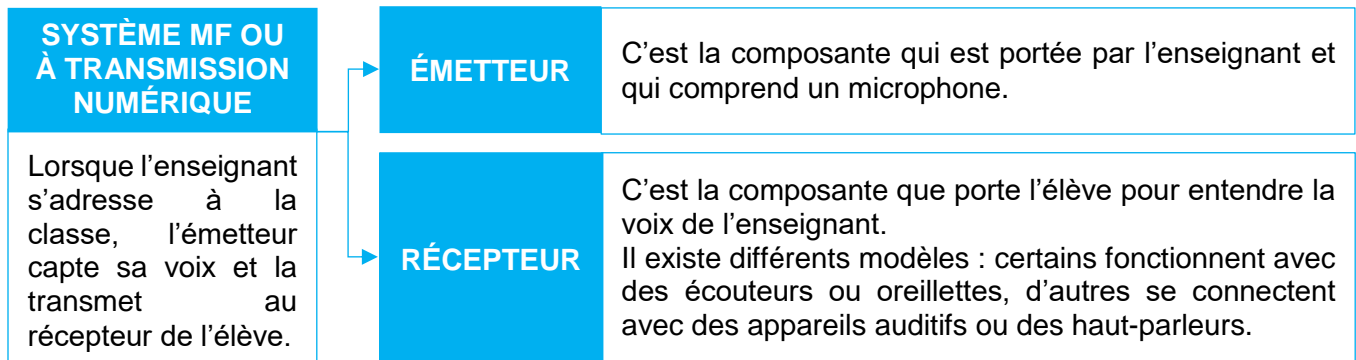 SYSTÈME MF OU
À TRANSMISSION
NUMÉRIQUE
Lorsque l’enseignant
s’adresse à la
classe, l’émetteur
capte sa voix et la
transmet au
récepteur de l’élève.
ÉMETTEUR
C’est la composante qui est portée par l’enseignant et
qui comprend un microphone.
RÉCEPTEUR
C’est la composante que porte l’élève pour entendre la
voix de l’enseignant.
Il existe différents modèles : certains fonctionnent avec
des écouteurs ou oreillettes, d’autres se connectent
avec des appareils auditifs ou des haut-parleurs.